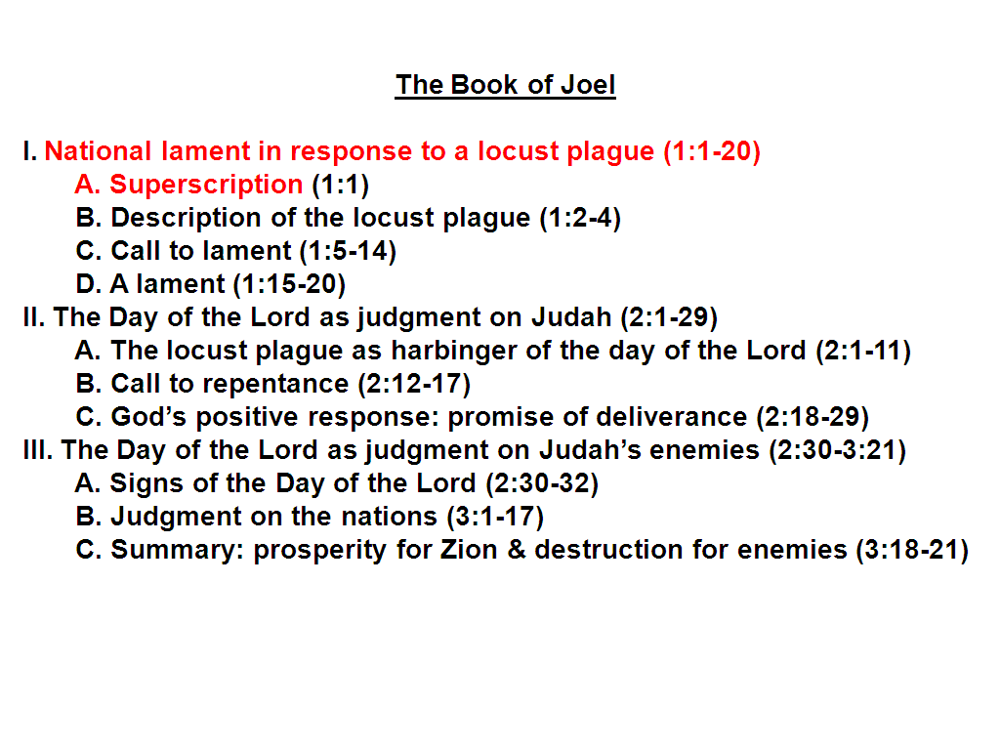 The Book of Joel
I. National lament in response to a locust plague (1:1-20)
A. Superscription (1:1)
B. Description of the locust plague (1:2-4)
C. Call to lament (1:5-14)
D. A lament (1:15-20)
II. The Day of the Lord as judgment on Judah (2:1-29)
A. The locust plague as harbinger of the day of the Lord (2:1-11)
B. Call to repentance (2:12-17)
C. God’s positive response: promise of deliverance (2:18-29)
III. The Day of the Lord as judgment on Judah’s enemies (2:30-3:21)
A. Signs of the Day of the Lord (2:30-32)
B. Judgment on the nations (3:1-17)
C. Summary: prosperity for Zion & destruction for enemies (3:18-21)